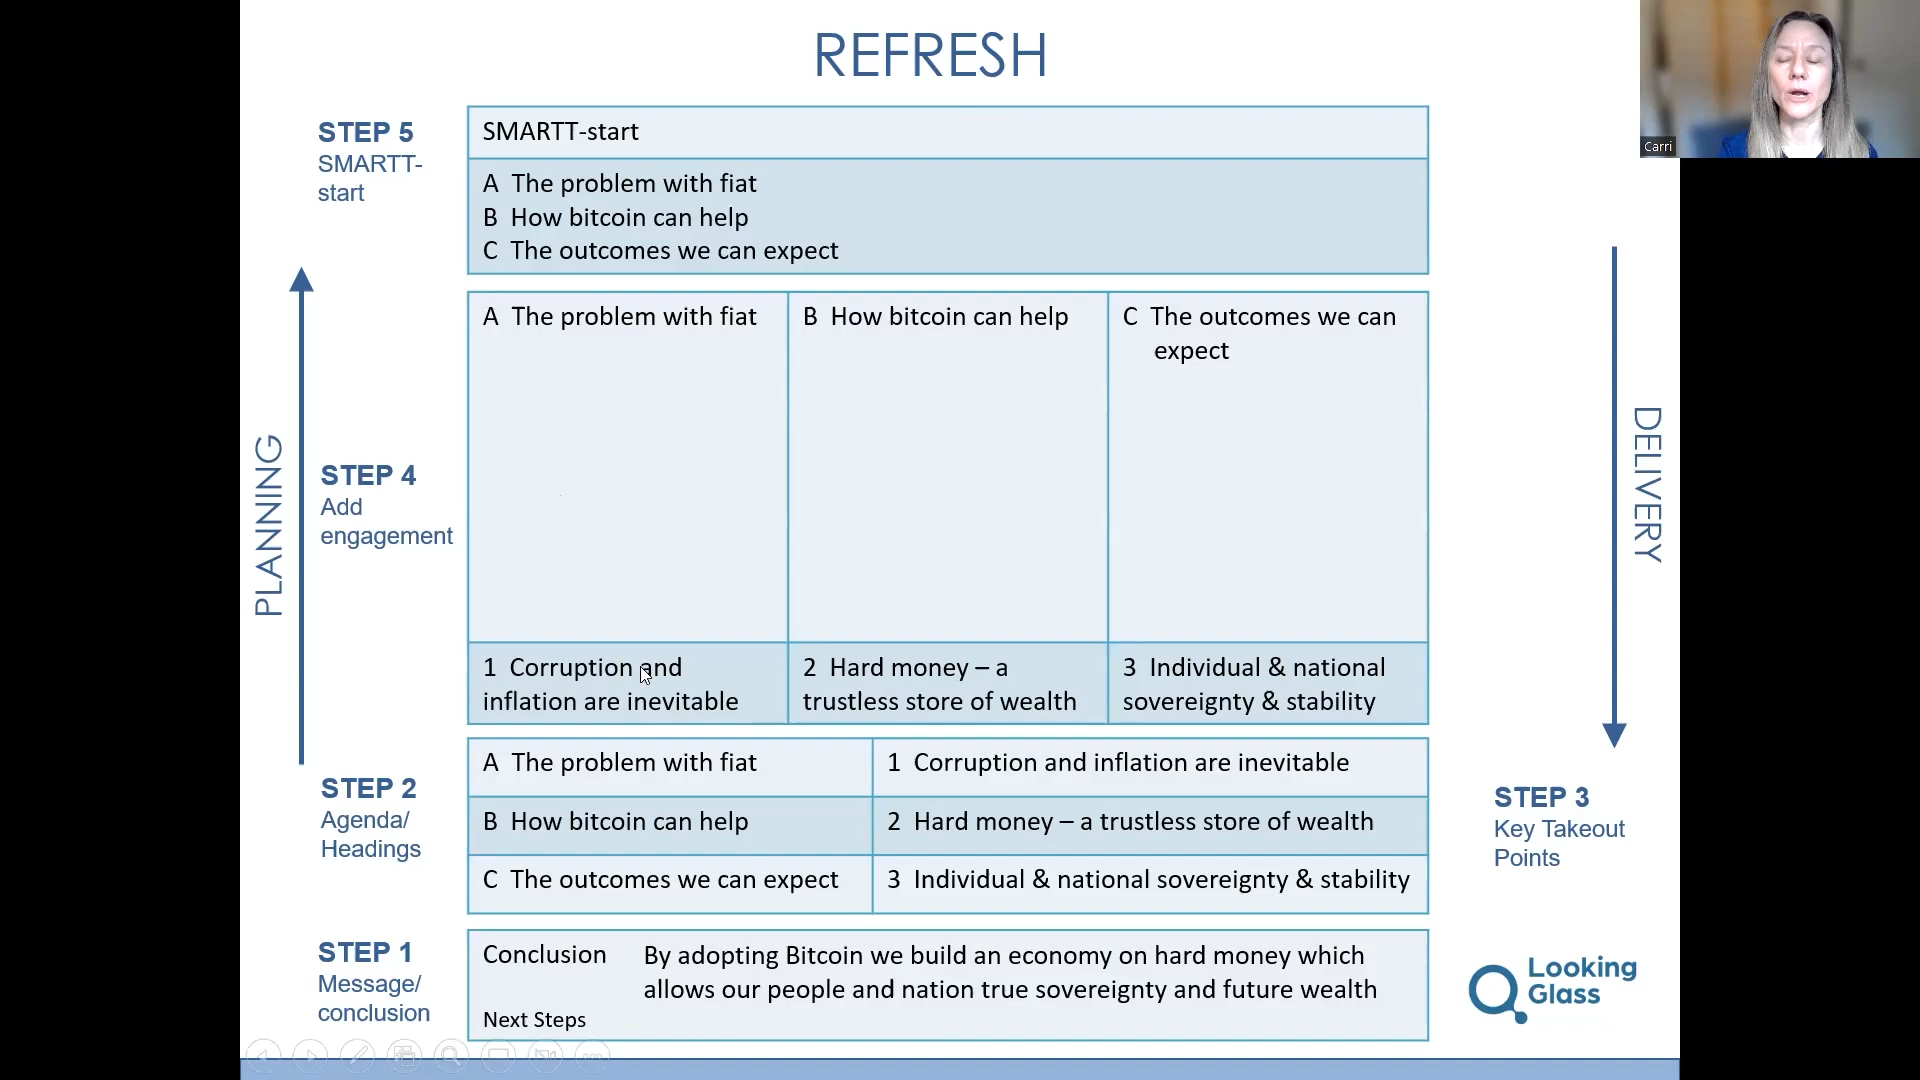 REFRESH
Carri
STEP 5
SMARTT-
start
SMARTT-start
A The problem with fiat
B How bitcoin can help
C The outcomes we can expect
PLANNING
STEP 4
Add
engagement
A The problem with fiat
B How bitcoin can help
C The outcomes we can
expect
1 Corruption and
inflation are inevitable
2 Hard money – a
trustless store of wealth
3 Individual & national
sovereignty & stability
DELIVERY
STEP 2
Agenda/
Headings
A The problem with fiat
1 Corruption and inflation are inevitable
B How bitcoin can help
2 Hard money – a trustless store of wealth
C The outcomes we can expect
3 Individual & national sovereignty & stability
STEP 3
Key Takeout
Points
STEP 1
Message/
conclusion
Conclusion
By adopting Bitcoin we build an economy on hard money which
allows our people and nation true sovereignty and future wealth
Next Steps
Looking
Glass